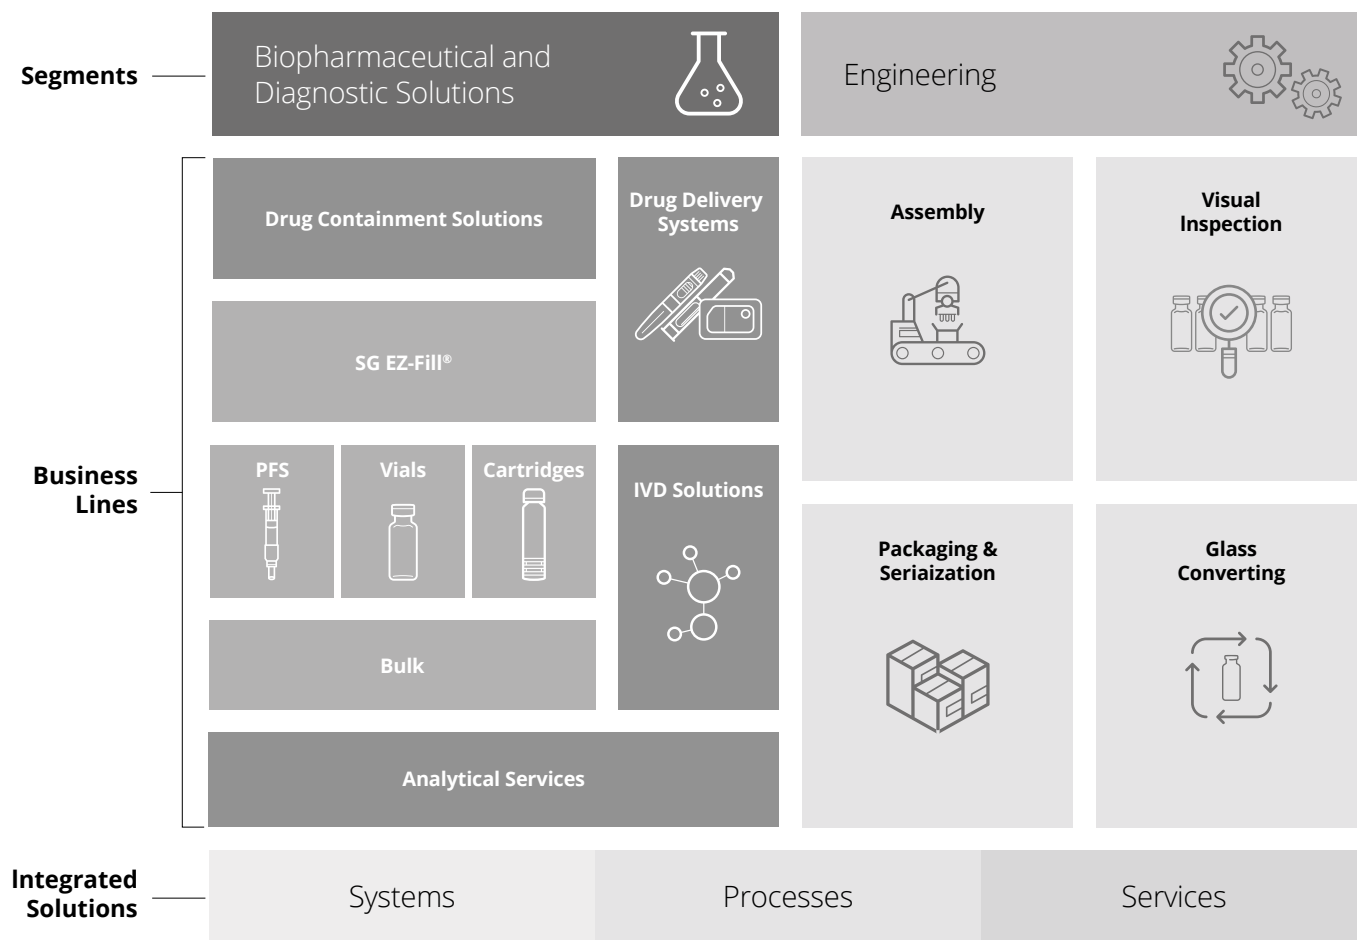 Segments
Biopharmaceutical and
Diagnostic Solutions
Engineering
Business
Lines
Drug Containment Solutions
Drug Delivery
Systems
SG EZ-Fill®
PFS
Vials
Cartridges
IVD Solutions
Bulk
Analytical Services
Assembly
Visual
Inspection
Packaging &
Seriaization
Glass
Converting
Integrated
Solutions
Systems
Processes
Services